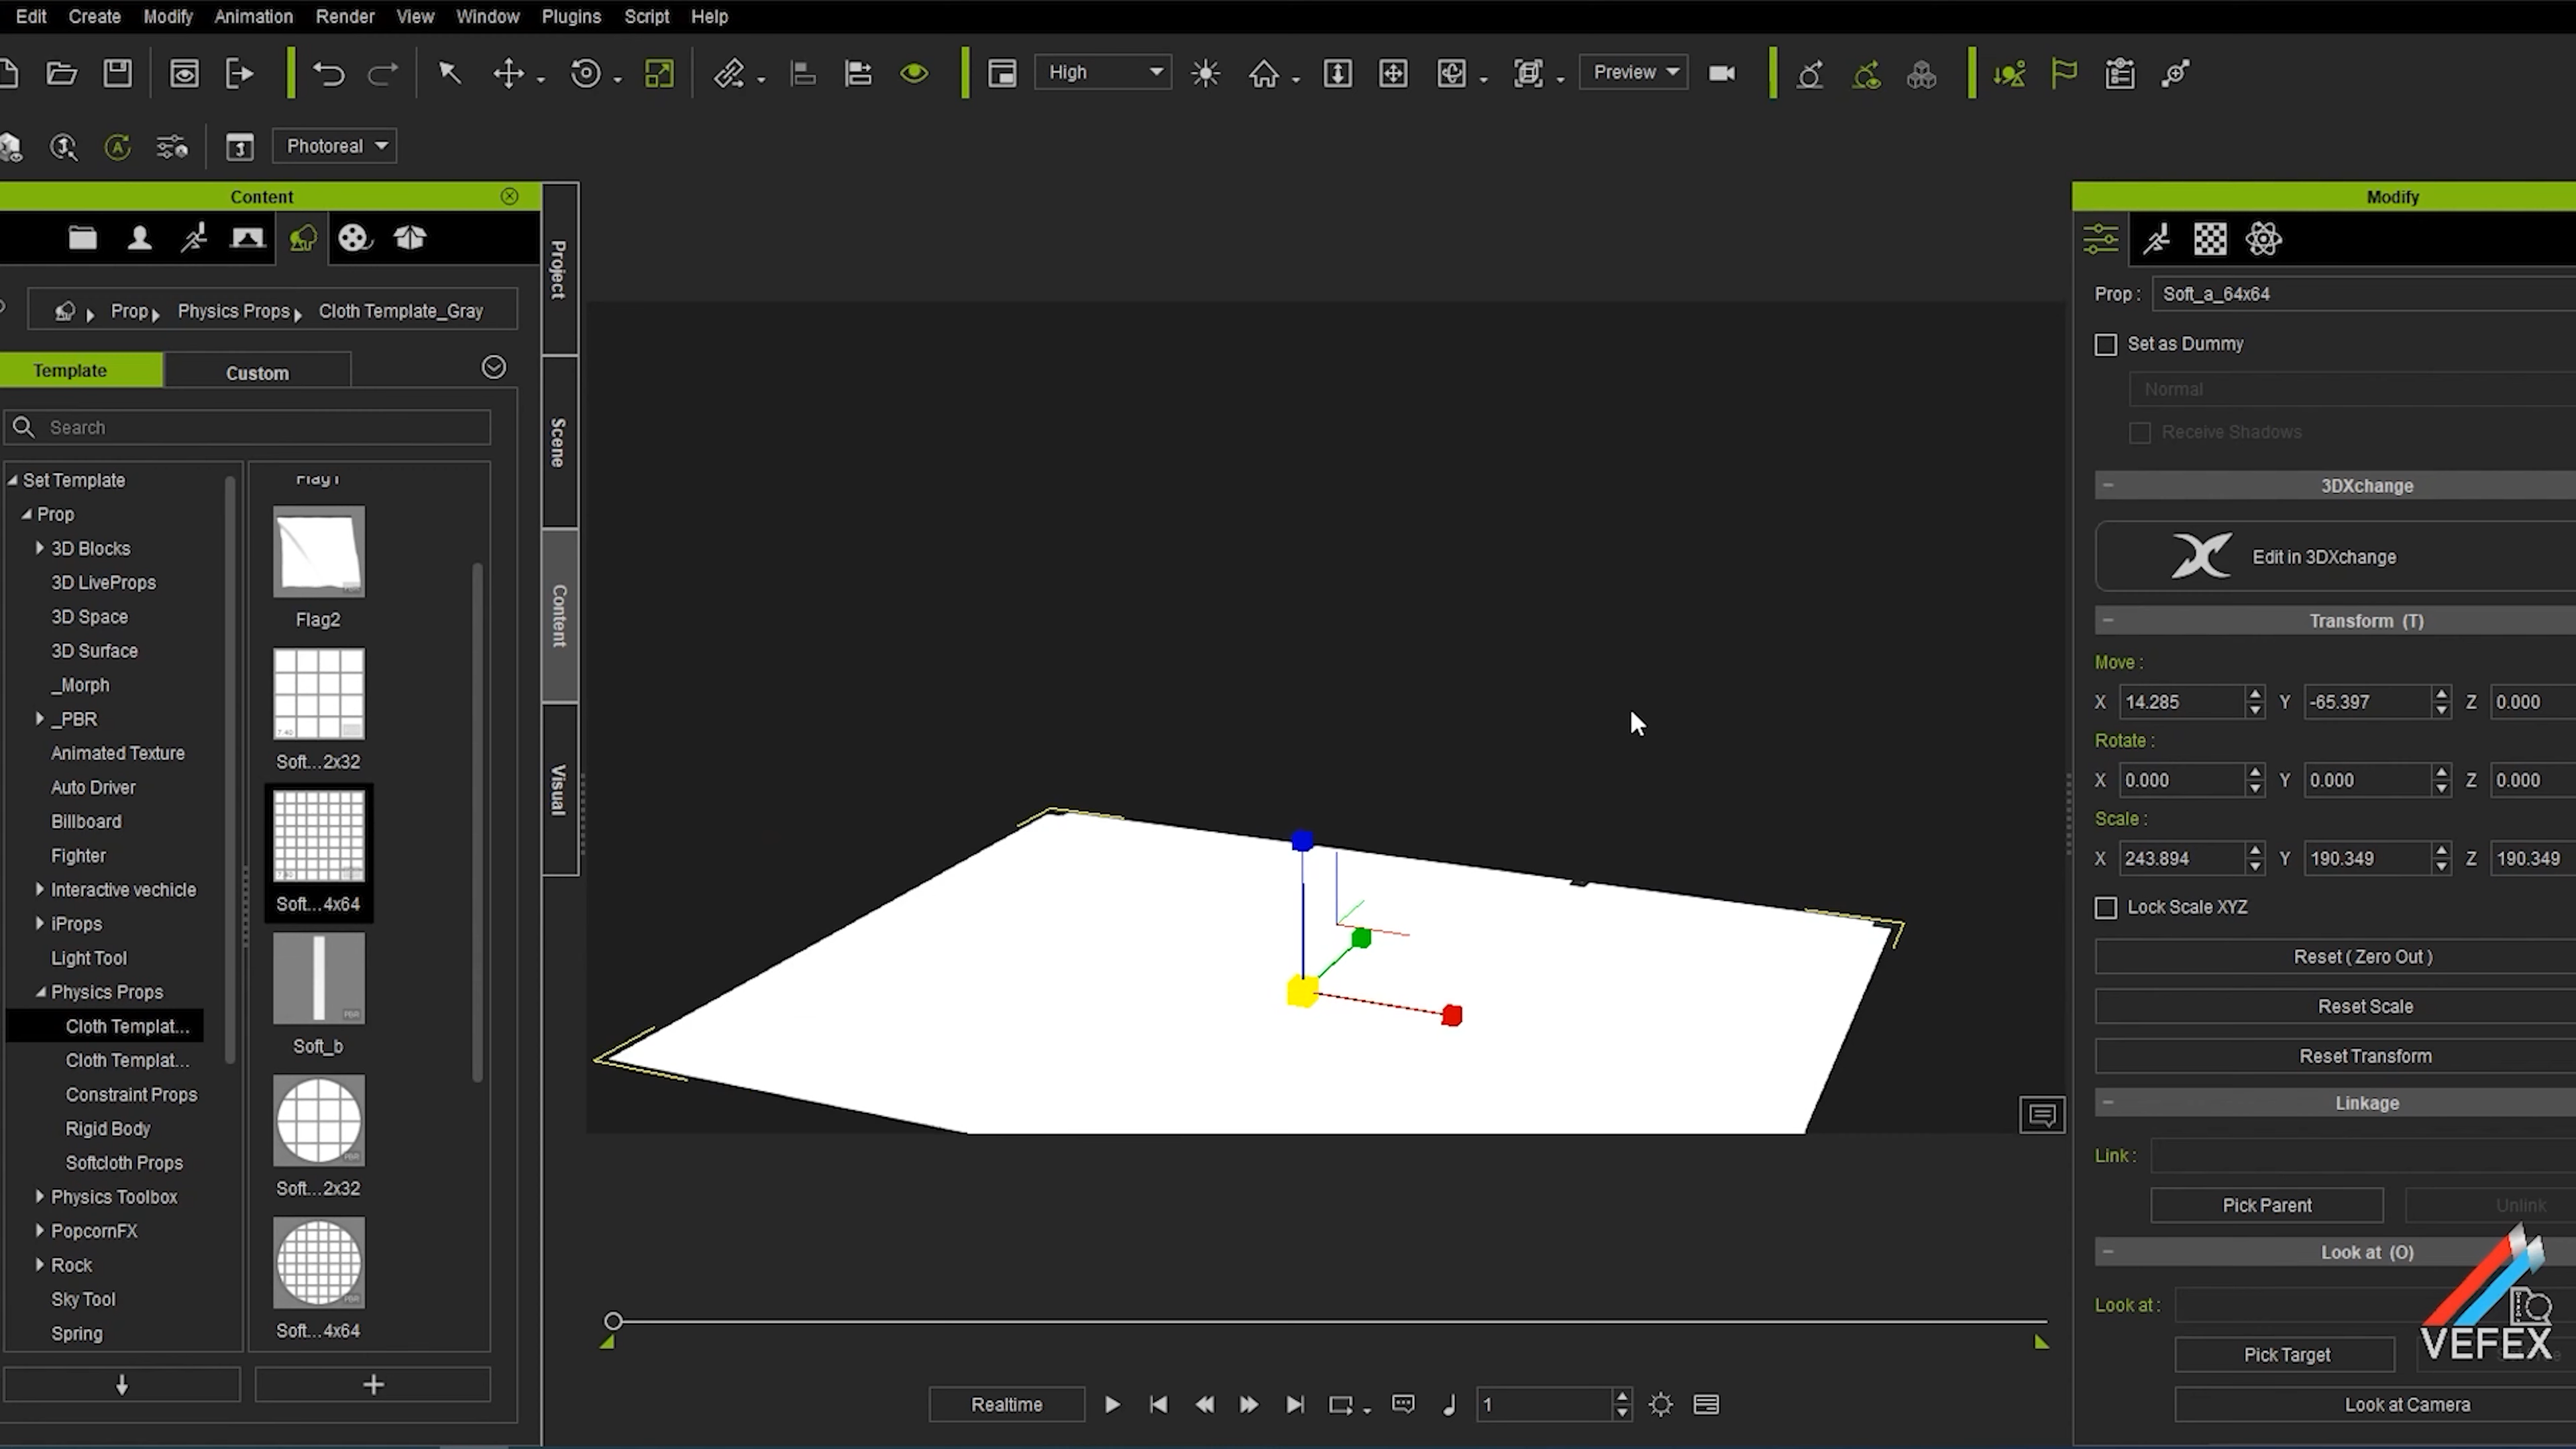 Edit Create Modify Animation Render View Window Plugins Script Help
High
Preview
Photoreal
Content
Prop Physics Props Cloth Template_Gray
Template Custom
Search
Set Template
Prop
3D Blocks
3D LiveProps
3D Space
3D Surface
_Morph
_PBR
Animated Texture
Auto Driver
Billboard
Fighter
Interactive vechicle
iProps
Light Tool
Physics Props
Cloth Templat...
Cloth Templat...
Constraint Props
Rigid Body
Softcloth Props
Physics Toolbox
PopcornFX
Rock
Sky Tool
Spring
Flag1
Flag2
Soft...2x32
Soft...4x64
Soft_b
Soft...2x32
Soft...4x64
Project
Scene
Content
Visual
Realtime
1
Modify
Prop : Soft_a_64x64
Set as Dummy
Normal
Receive Shadows
3DXchange
Edit in 3DXchange
Transform (T)
Move :
X 14.285 Y -65.397 Z 0.000
Rotate :
X 0.000 Y 0.000 Z 0.000
Scale :
X 243.894 Y 190.349 Z 190.349
Lock Scale XYZ
Reset ( Zero Out )
Reset Scale
Reset Transform
Linkage
Link :
Pick Parent Unlink
Look at (O)
Look at :
Pick Target
Look at Camera
VEFEX